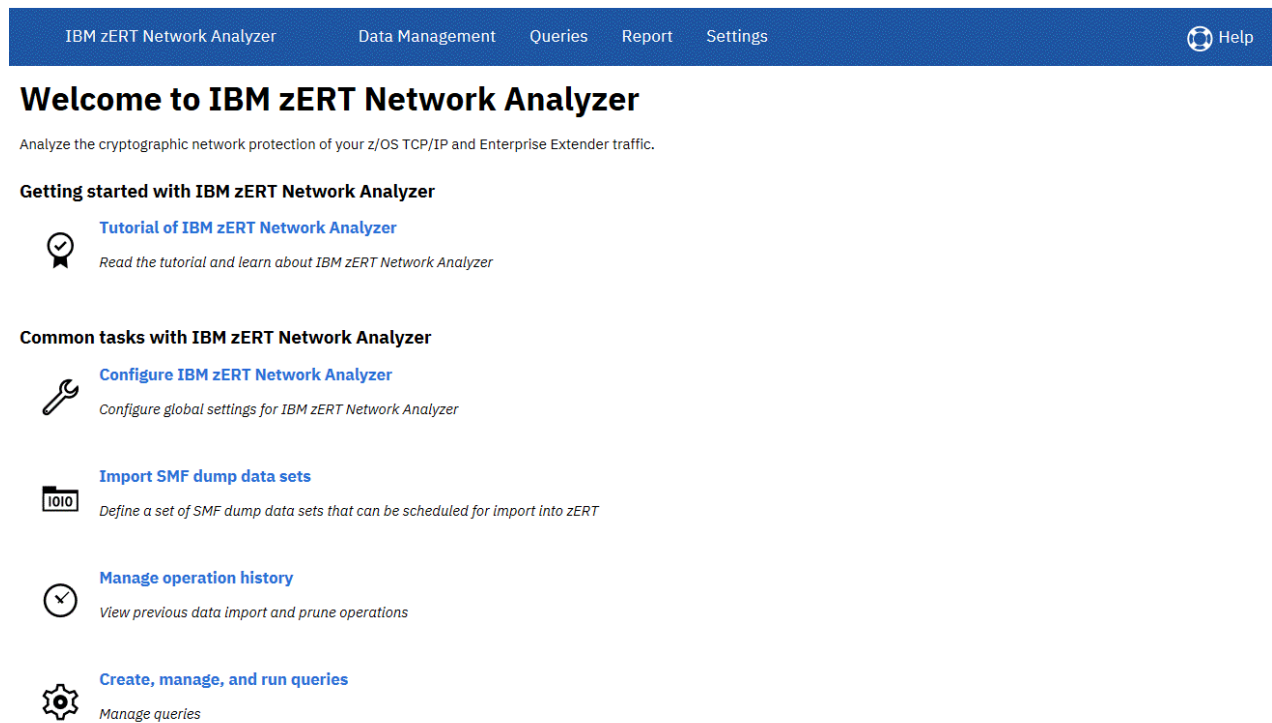 IBM zERT Network Analyzer Data Management Queries Report Settings Help
Welcome to IBM zERT Network Analyzer
Analyze the cryptographic network protection of your z/OS TCP/IP and Enterprise Extender traffic.
Getting started with IBM zERT Network Analyzer
Tutorial of IBM zERT Network Analyzer
Read the tutorial and learn about IBM zERT Network Analyzer
Common tasks with IBM zERT Network Analyzer
Configure IBM zERT Network Analyzer
Configure global settings for IBM zERT Network Analyzer
Import SMF dump data sets
1010
Define a set of SMF dump data sets that can be scheduled for import into zERT
Manage operation history
View previous data import and prune operations
Create, manage, and run queries
Manage queries